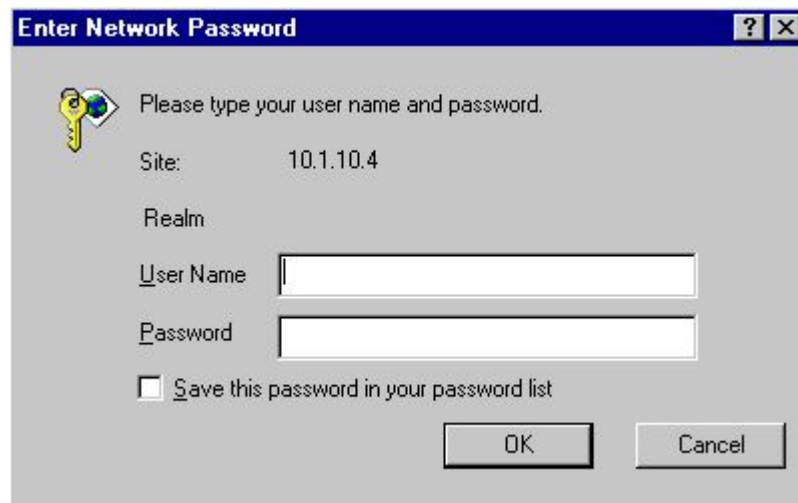 Enter Network Password
Please type your user name and password.
Site: 10.1.10.4
Realm
User Name
Password
Save this password in your password list
OK Cancel